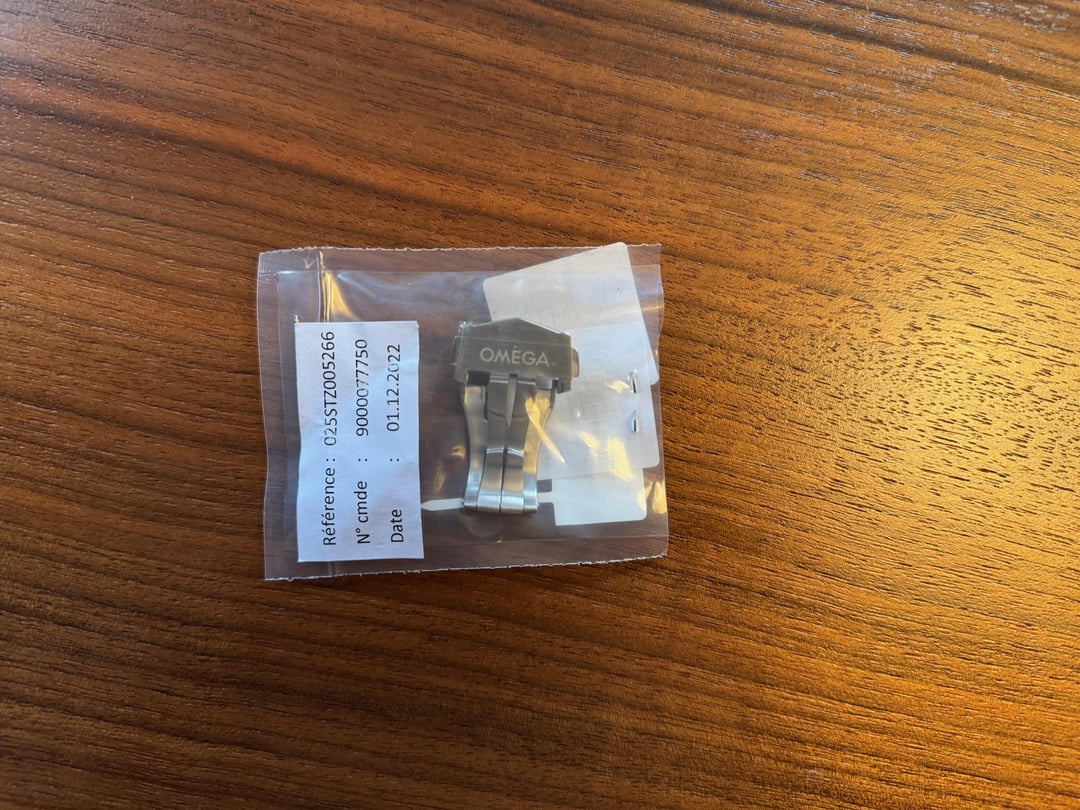 Référence : 025STZ005266
N° cmde : 9000077750
Date : 01.12.2022
OMEGA